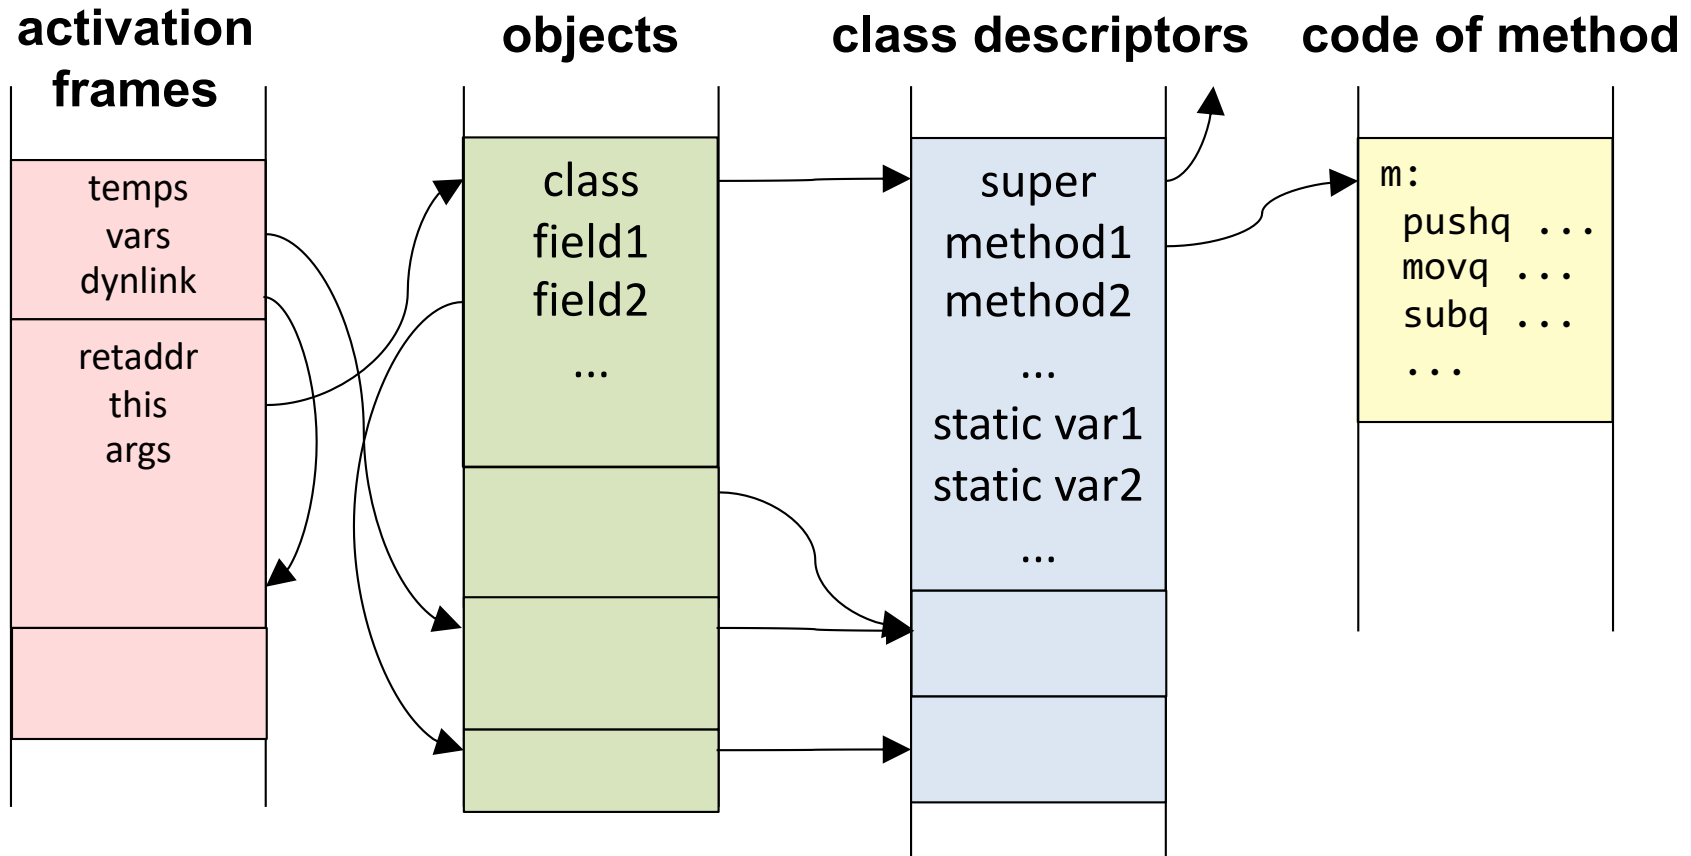 activation
frames
objects
class descriptors
code of method
temps
vars
dynlink
retaddr
this
args
class
field1
field2
...
super
method1
method2
...
static var1
static var2
...
m:
pushq ...
movq ...
subq ...
...